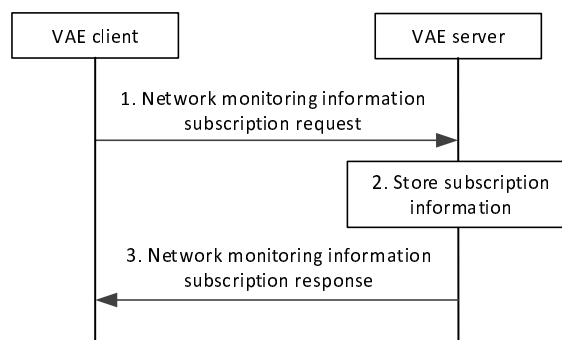 VAE client
VAE server
1. Network monitoring information
subscription request
2. Store subscription
information
3. Network monitoring information
subscription response